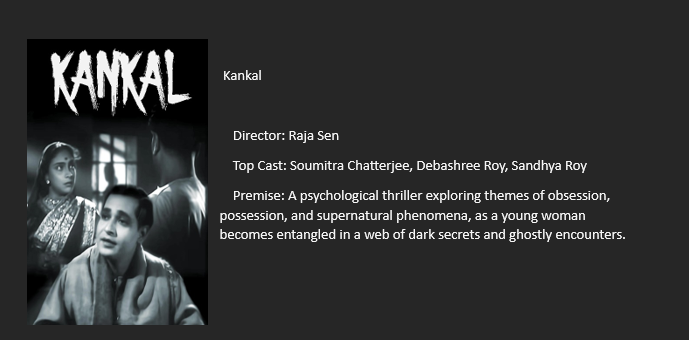 KANKAL
Kankal
Director: Raja Sen
Top Cast: Soumitra Chatterjee, Debashree Roy, Sandhya Roy
Premise: A psychological thriller exploring themes of obsession,
possession, and supernatural phenomena, as a young woman
becomes entangled in a web of dark secrets and ghostly encounters.